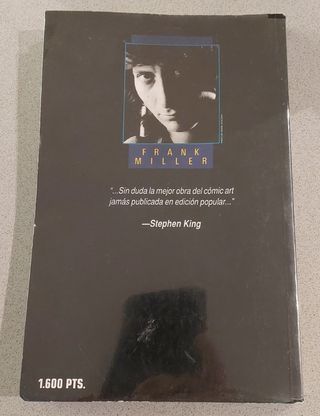 FRANK
MILLER
"...Sin duda la mejor obra del cómic art
jamás publicada en edición popular..."
—Stephen King
1.600 PTS.